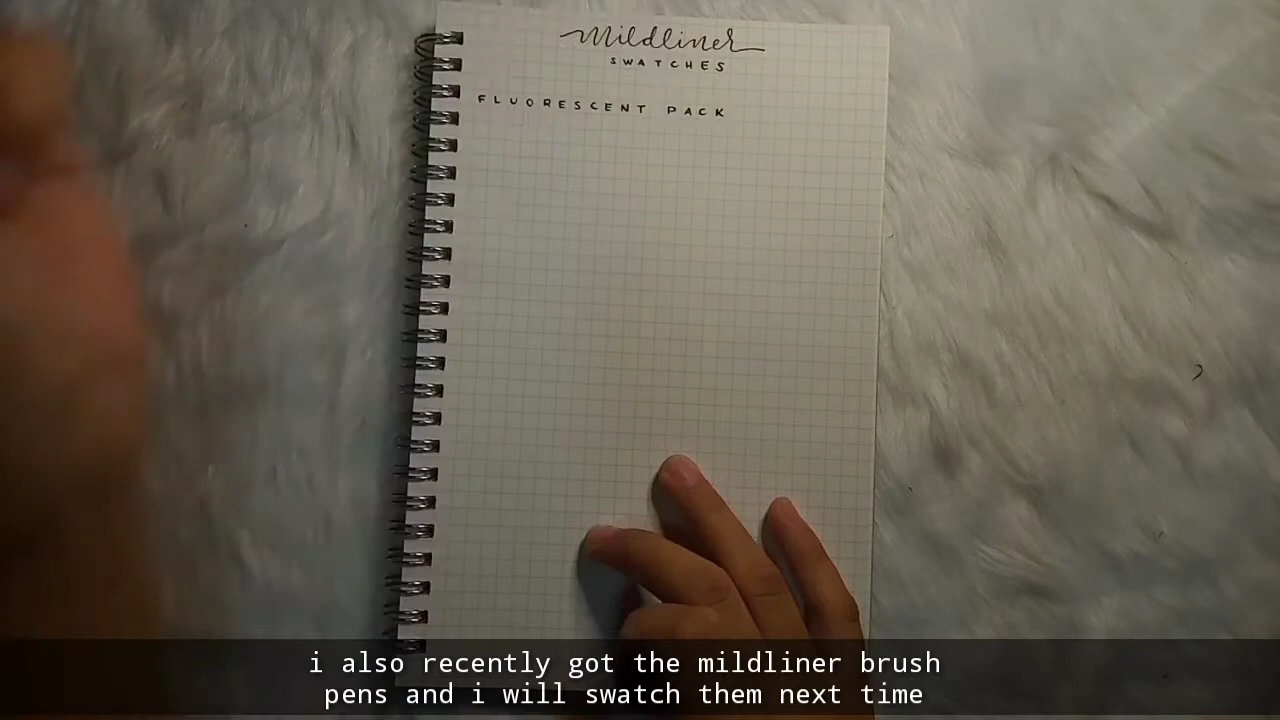 Mildliner
SWATCHES
FLUORESCENT PACK
i also recently got the mildliner brush
pens and i will swatch them next time